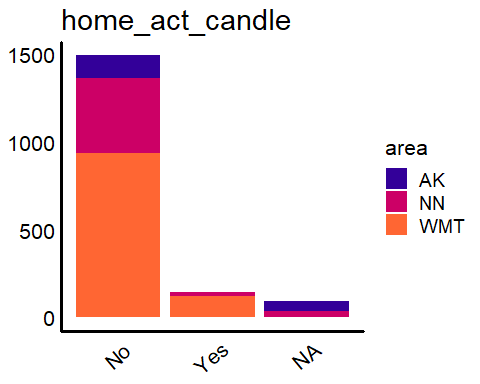 home_act_candle
1500
1000
500
0
No
Yes
NA
area
AK
NN
WMT